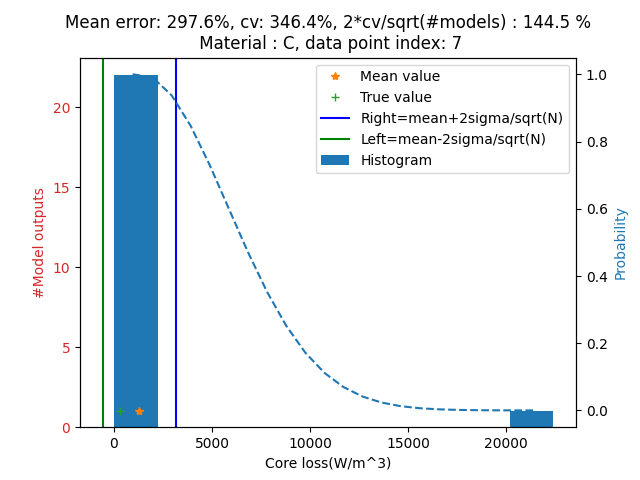 Mean error: 297.6%, cv: 346.4%, 2*cv/sqrt(#models) : 144.5 %
Material : C, data point index: 7
Mean value
True value
Right=mean+2sigma/sqrt(N)
Left=mean-2sigma/sqrt(N)
Histogram
#Model outputs
20
15
10
5
0
1.0
0.8
0.6
0.4
0.2
0.0
Probability
0
5000
10000
15000
20000
Core loss(W/m^3)